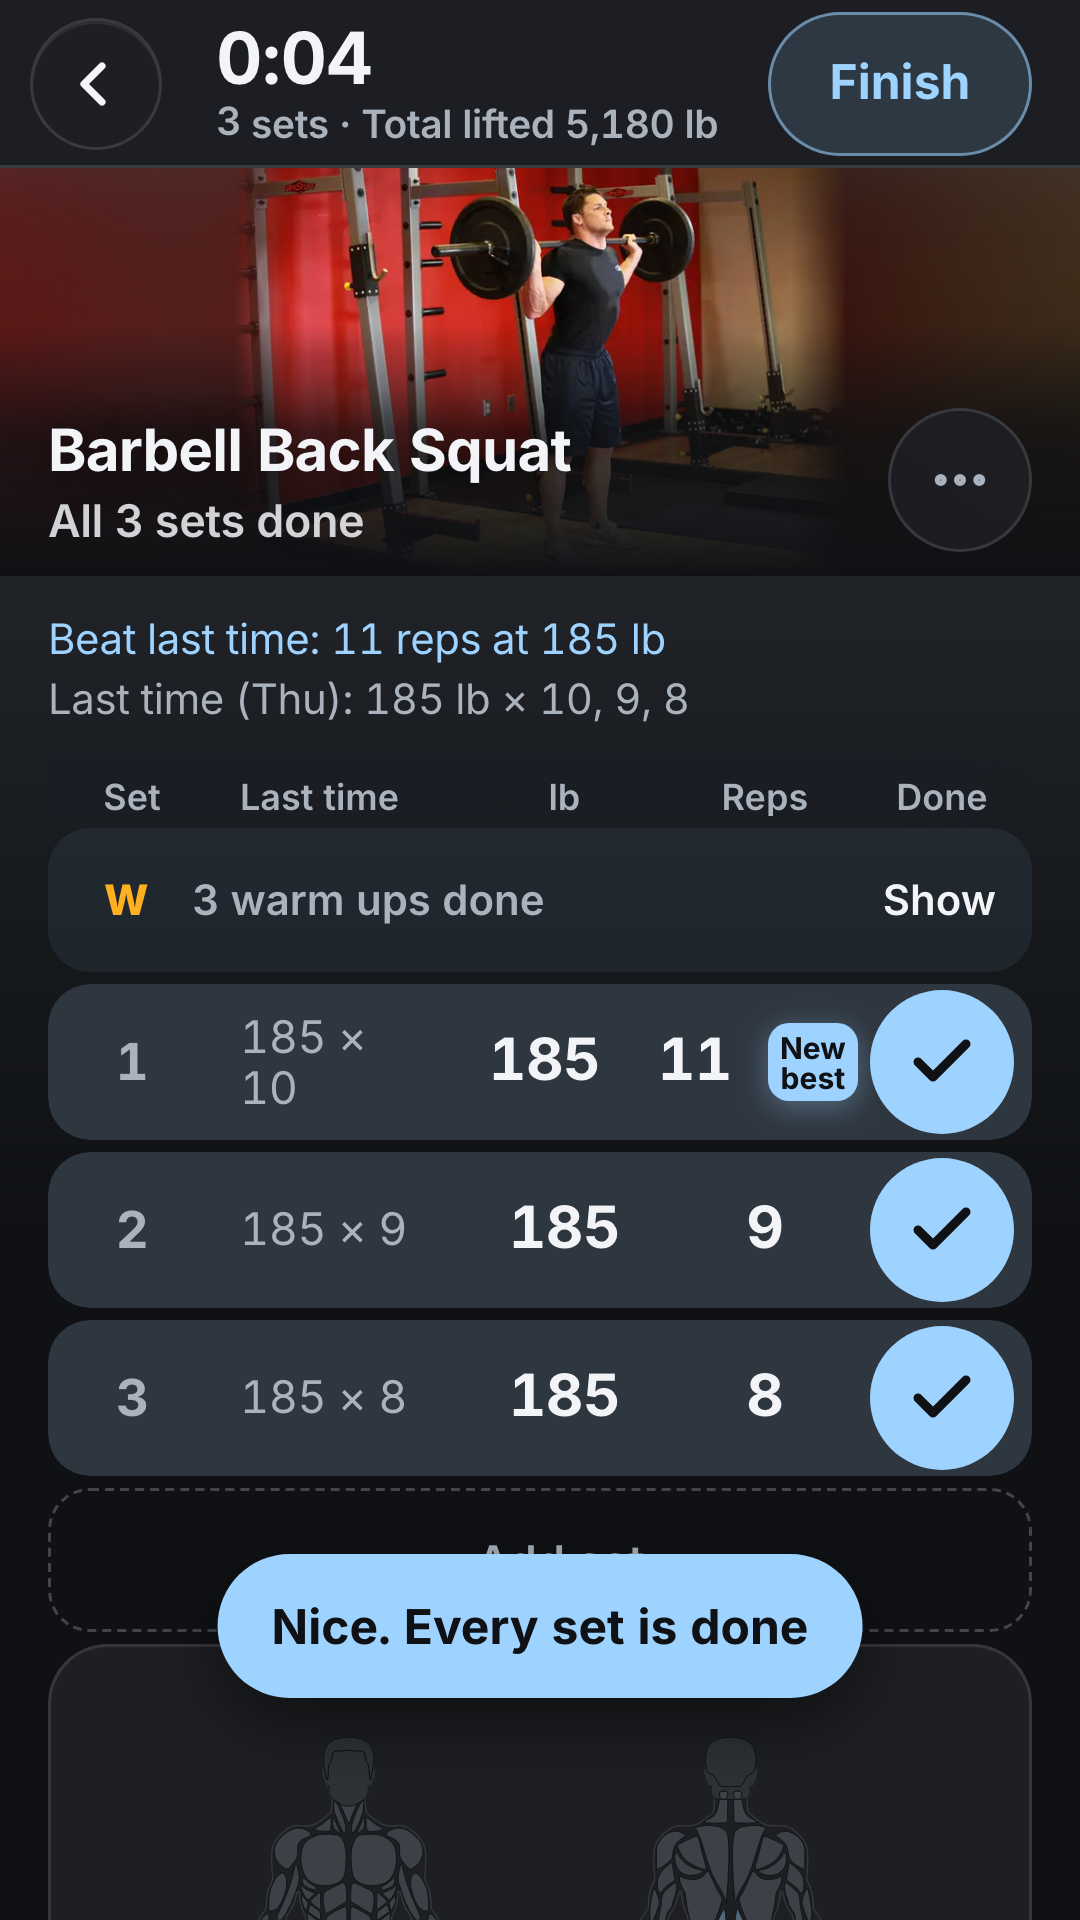 0:04
3 sets · Total lifted 5,180 lb
Finish
Barbell Back Squat
All 3 sets done
Beat last time: 11 reps at 185 lb
Last time (Thu): 185 lb × 10, 9, 8
Set Last time lb Reps Done
W 3 warm ups done Show
1 185 × 10 185 11 New best
2 185 × 9 185 9
3 185 × 8 185 8
Nice. Every set is done